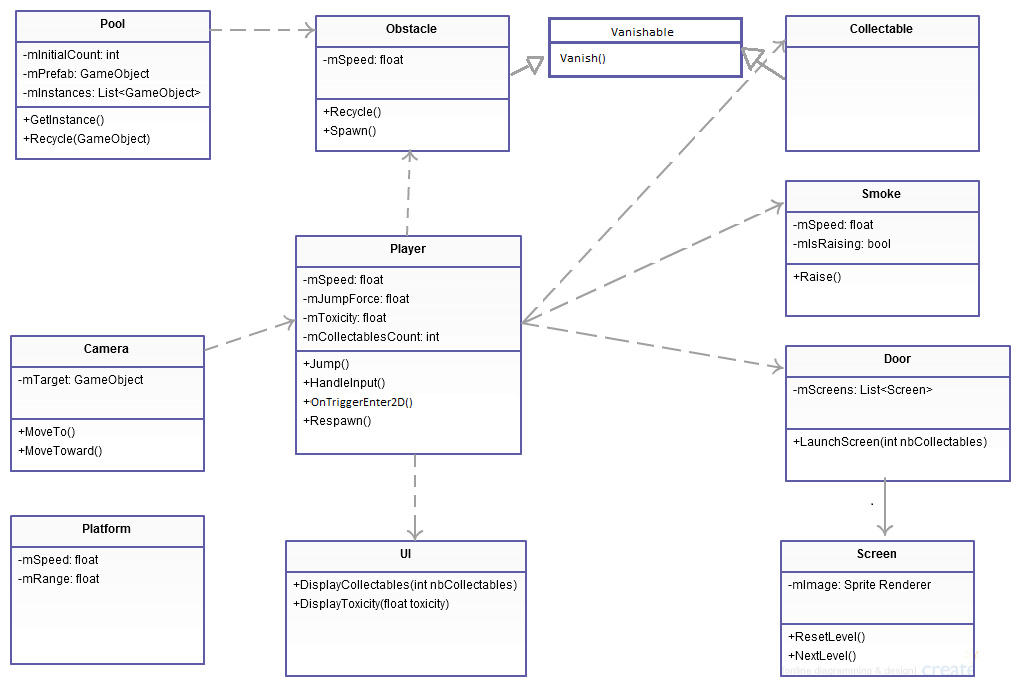 Pool
-mInitialCount: int
-mPrefab: GameObject
-mInstances: List<GameObject>
+GetInstance()
+Recycle(GameObject)
Obstacle
-mSpeed: float
+Recycle()
+Spawn()
Vanishable
Vanish()
Collectable
Smoke
-mSpeed: float
-mIsRaising: bool
+Raise()
Player
-mSpeed: float
-mJumpForce: float
-mToxicity: float
-mCollectablesCount: int
+Jump()
+HandleInput()
+OnTriggerEnter2D()
+Respawn()
Camera
-mTarget: GameObject
+MoveTo()
+MoveToward()
Door
-mScreens: List<Screen>
+LaunchScreen(int nbCollectables)
Platform
-mSpeed: float
-mRange: float
UI
+DisplayCollectables(int nbCollectables)
+DisplayToxicity(float toxicity)
Screen
-mImage: Sprite Renderer
+ResetLevel()
+NextLevel()
[online diagramming & design] create